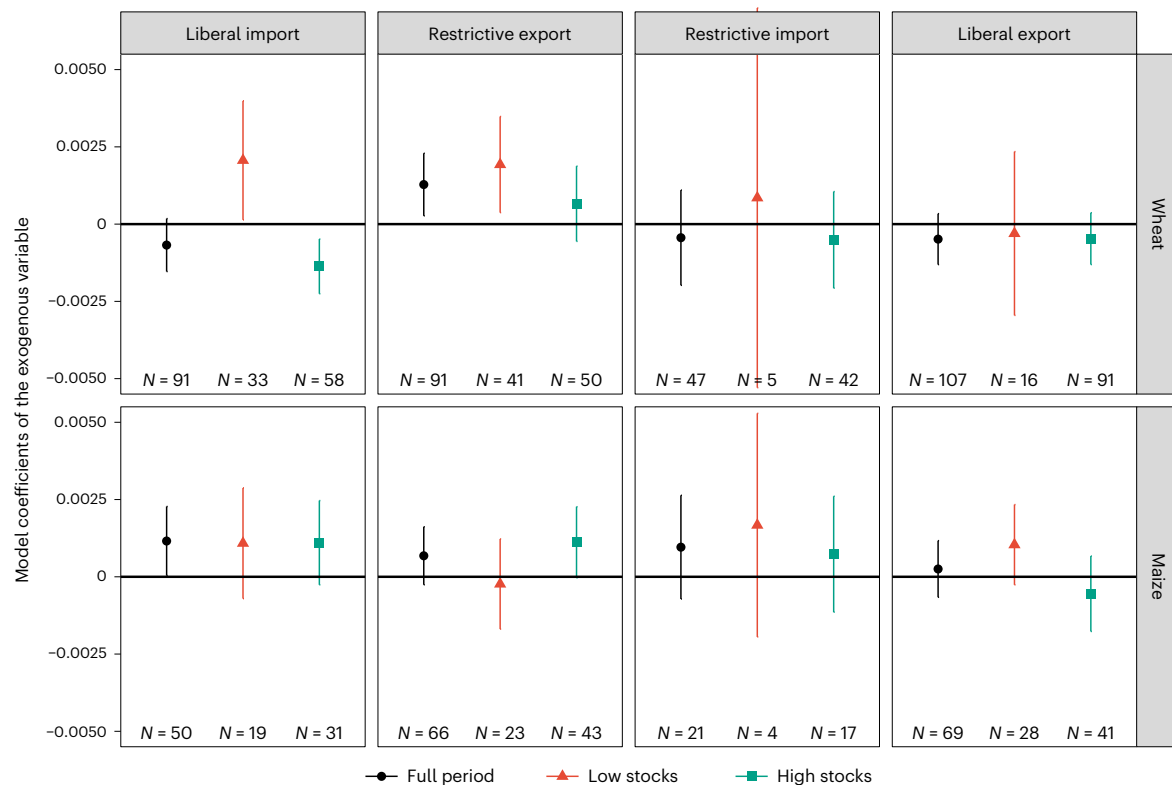 Liberal import Restrictive export Restrictive import Liberal export
Model coefficients of the exogenous variable
0.0050
0.0025
0
−0.0025
−0.0050
N = 91 N = 33 N = 58
N = 91 N = 41 N = 50
N = 47 N = 5 N = 42
N = 107 N = 16 N = 91
Wheat
0.0050
0.0025
0
−0.0025
−0.0050
N = 50 N = 19 N = 31
N = 66 N = 23 N = 43
N = 21 N = 4 N = 17
N = 69 N = 28 N = 41
Maize
Full period Low stocks High stocks